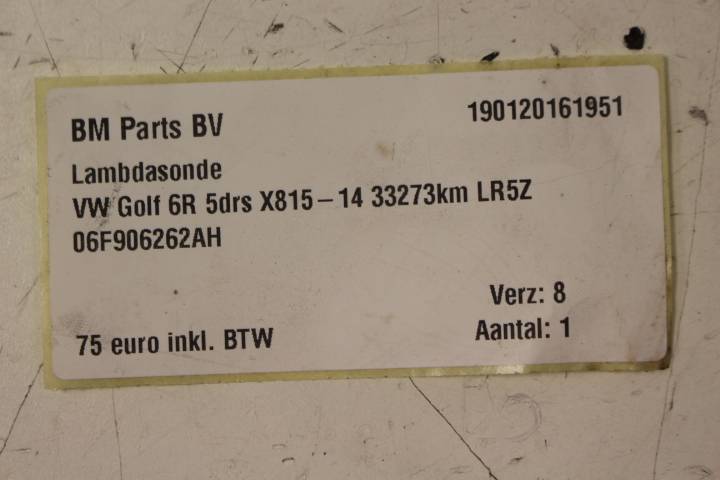 BM Parts BV
190120161951
Lambdasonde
VW Golf 6R 5drs X815-14 33273km LR5Z
06F906262AH
Verz: 8
75 euro inkl. BTW
Aantal: 1